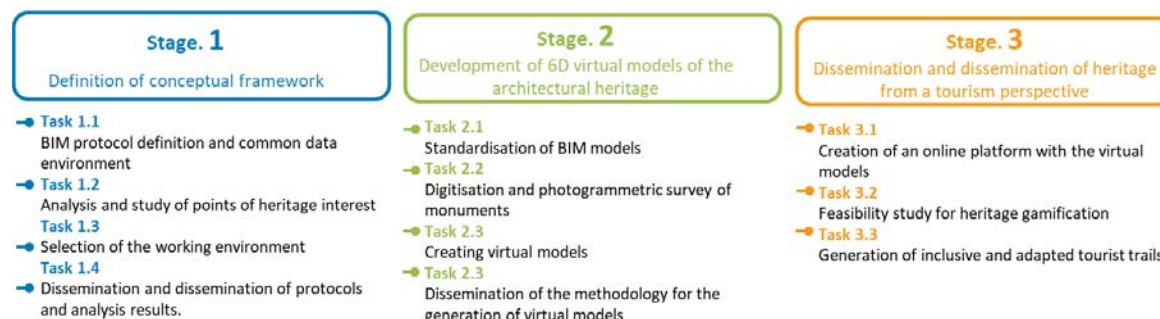 Stage. 1
Definition of conceptual framework
Task 1.1
BIM protocol definition and common data
environment
Task 1.2
Analysis and study of points of heritage interest
Task 1.3
Selection of the working environment
Task 1.4
Dissemination and dissemination of protocols
and analysis results.
Stage. 2
Development of 6D virtual models of the
architectural heritage
Task 2.1
Standardisation of BIM models
Task 2.2
Digitisation and photogrammetric survey of
monuments
Task 2.3
Creating virtual models
Task 2.3
Dissemination of the methodology for the
generation of virtual models
Stage. 3
Dissemination and dissemination of heritage
from a tourism perspective
Task 3.1
Creation of an online platform with the virtual
models
Task 3.2
Feasibility study for heritage gamification
Task 3.3
Generation of inclusive and adapted tourist trails